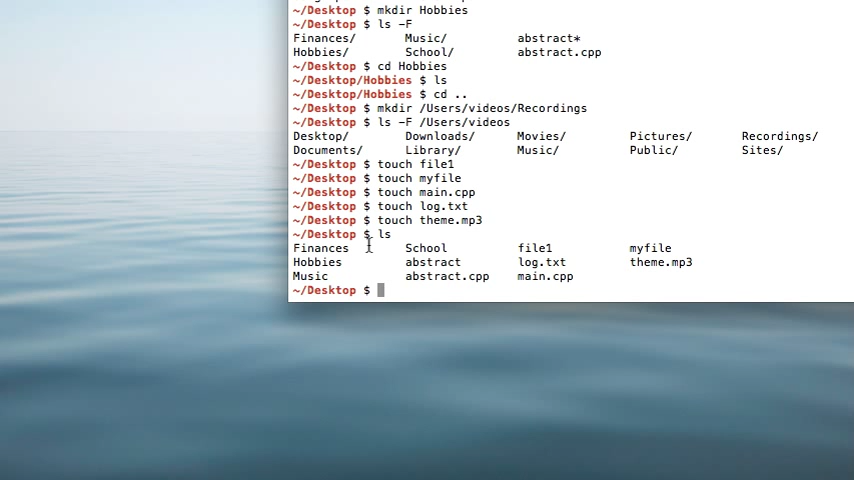 ~/Desktop $ mkdir Hobbies
~/Desktop $ ls -F
Finances/ Music/ abstract*
Hobbies/ School/ abstract.cpp
~/Desktop $ cd Hobbies
~/Desktop/Hobbies $ ls
~/Desktop/Hobbies $ cd ..
~/Desktop $ mkdir /Users/videos/Recordings
~/Desktop $ ls -F /Users/videos
Desktop/ Downloads/ Movies/ Pictures/ Recordings/
Documents/ Library/ Music/ Public/ Sites/
~/Desktop $ touch file1
~/Desktop $ touch myfile
~/Desktop $ touch main.cpp
~/Desktop $ touch log.txt
~/Desktop $ touch theme.mp3
~/Desktop $ ls
Finances School file1 myfile
Hobbies abstract log.txt theme.mp3
Music abstract.cpp main.cpp
~/Desktop $